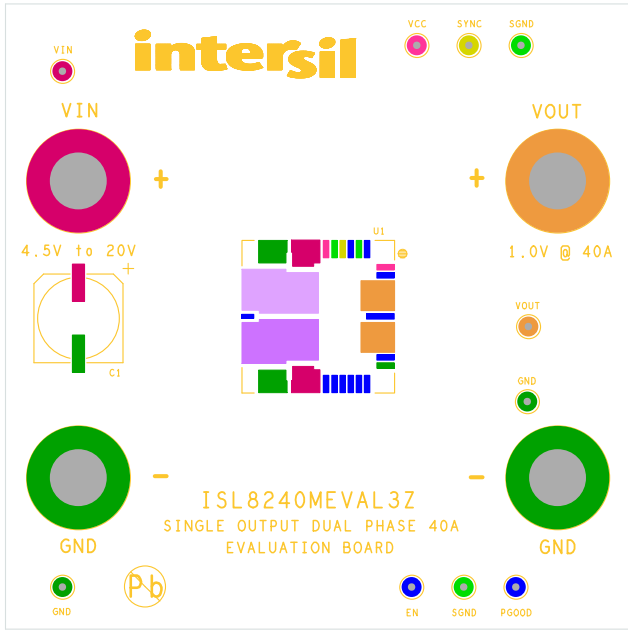 VCC SYNC SGND
intersil
VIN
VIN
VOUT
+ +
4.5V to 20V
U1
1.0V @ 40A
+
VOUT
C1
GND
- -
ISL8240MEVAL3Z
SINGLE OUTPUT DUAL PHASE 40A
EVALUATION BOARD
GND
GND
Pb
GND
EN SGND PGOOD